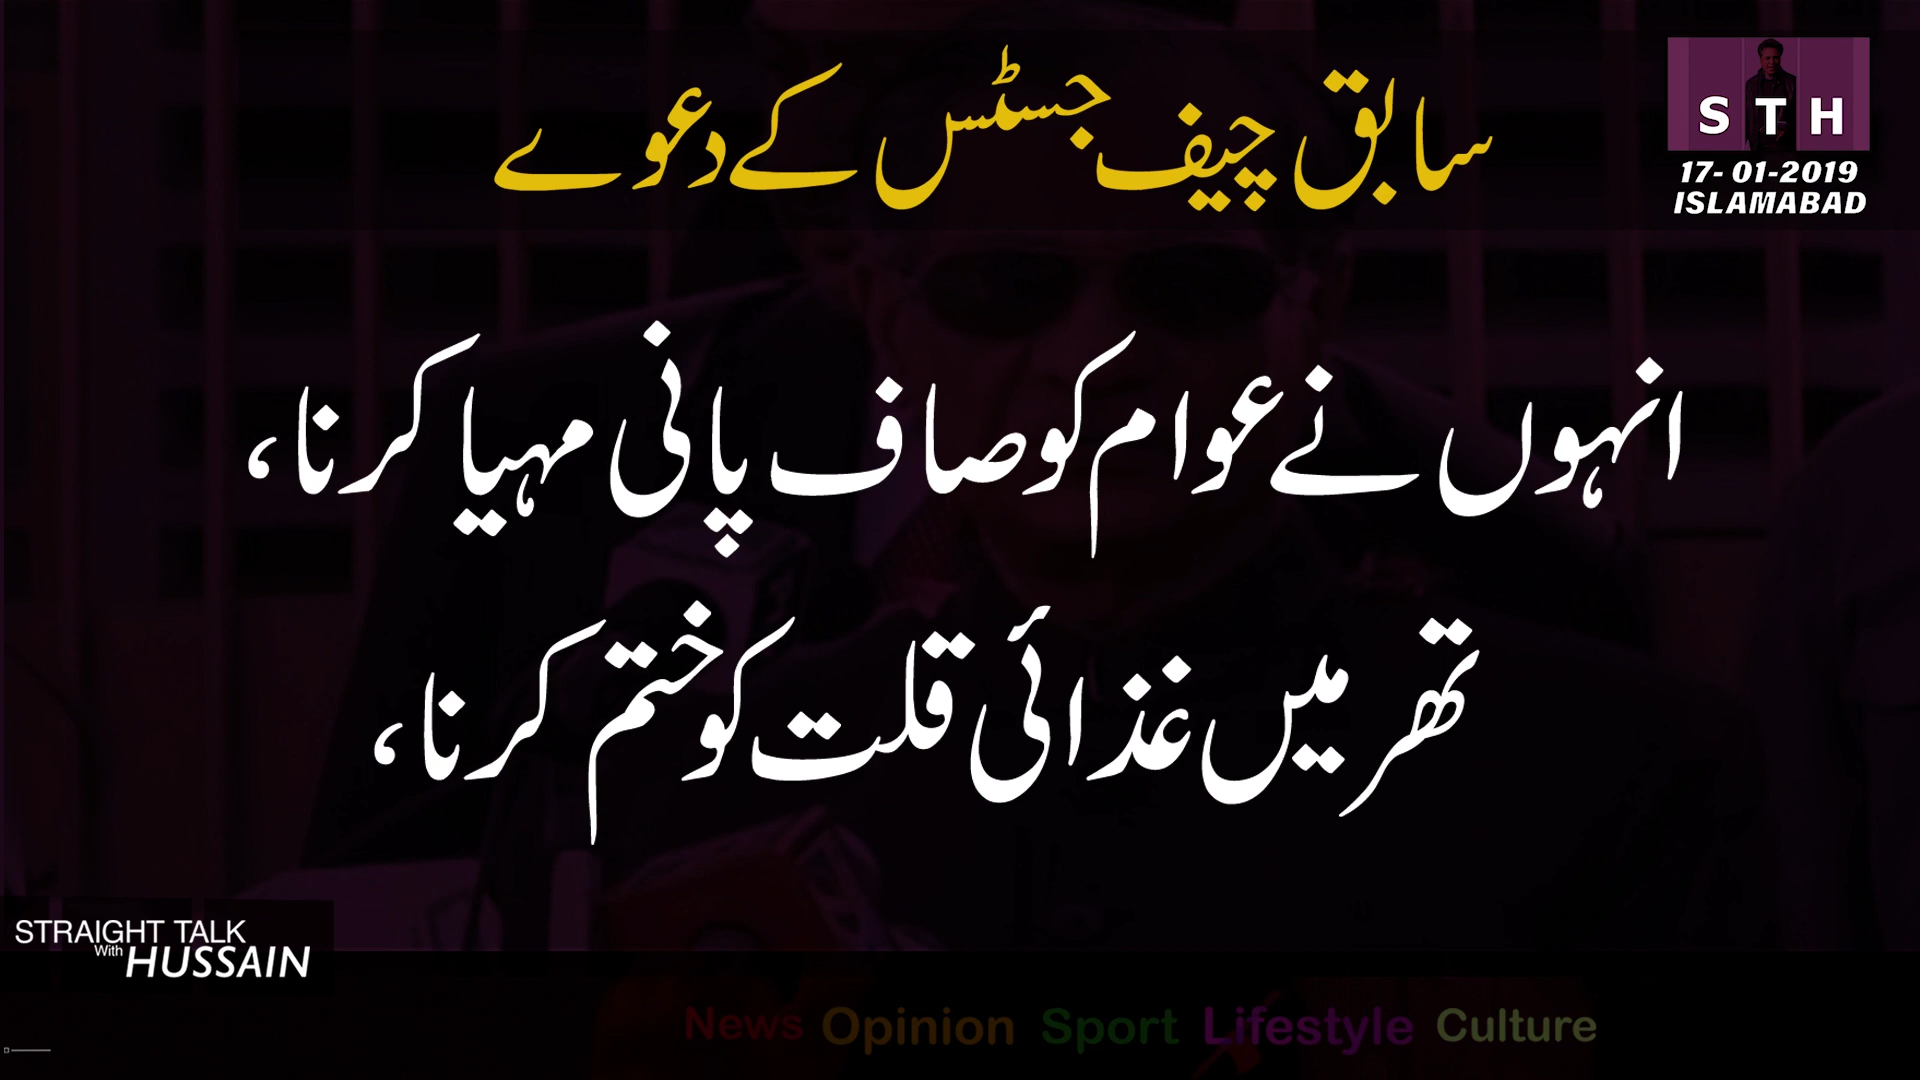 سابق چیف جسٹس کے دعوے
S T H
17- 01-2019
ISLAMABAD
انہوں نے عوام کو صاف پانی مہیا کرنا،
تھر میں غذائی قلت کو ختم کرنا،
STRAIGHT TALK
With HUSSAIN
News Opinion Sport Lifestyle Culture